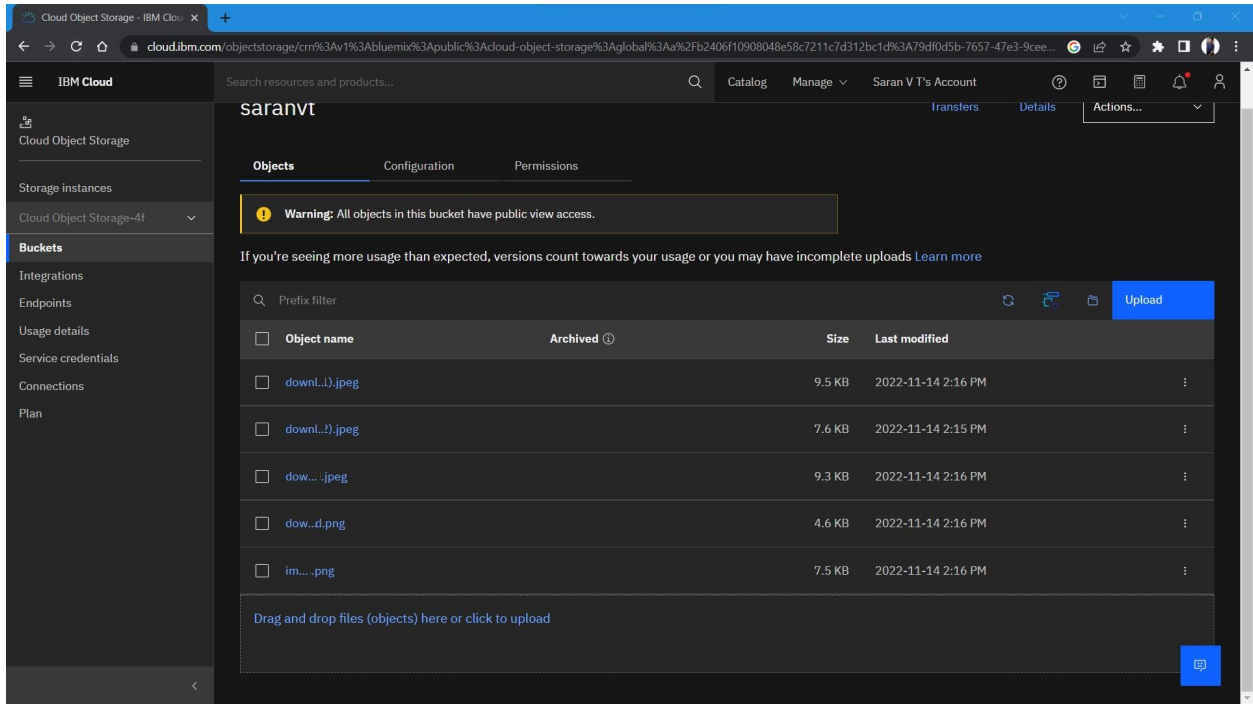 Cloud Object Storage - IBM Clou
cloud.ibm.com/objectstorage/crn%3Av1%3Abluemix%3Apublic%3Acloud-object-storage%3Aglobal%3Aa%2Fb2406f10908048e58c7211c7d312bc1d%3A79df0d5b-7657-47e3-9cee...
IBM Cloud
Search resources and products...
Catalog
Manage
Saran V T's Account
Cloud Object Storage
saranvt
Transfers
Details
Actions...
Objects
Configuration
Permissions
Storage instances
Cloud Object Storage-4f
Buckets
Integrations
Endpoints
Usage details
Service credentials
Connections
Plan
Warning: All objects in this bucket have public view access.
If you're seeing more usage than expected, versions count towards your usage or you may have incomplete uploads Learn more
Prefix filter
Upload
Object name Archived Size Last modified
downl...).jpeg 9.5 KB 2022-11-14 2:16 PM
downl..2).jpeg 7.6 KB 2022-11-14 2:15 PM
dow... .jpeg 9.3 KB 2022-11-14 2:16 PM
dow..d.png 4.6 KB 2022-11-14 2:16 PM
im... .png 7.5 KB 2022-11-14 2:16 PM
Drag and drop files (objects) here or click to upload